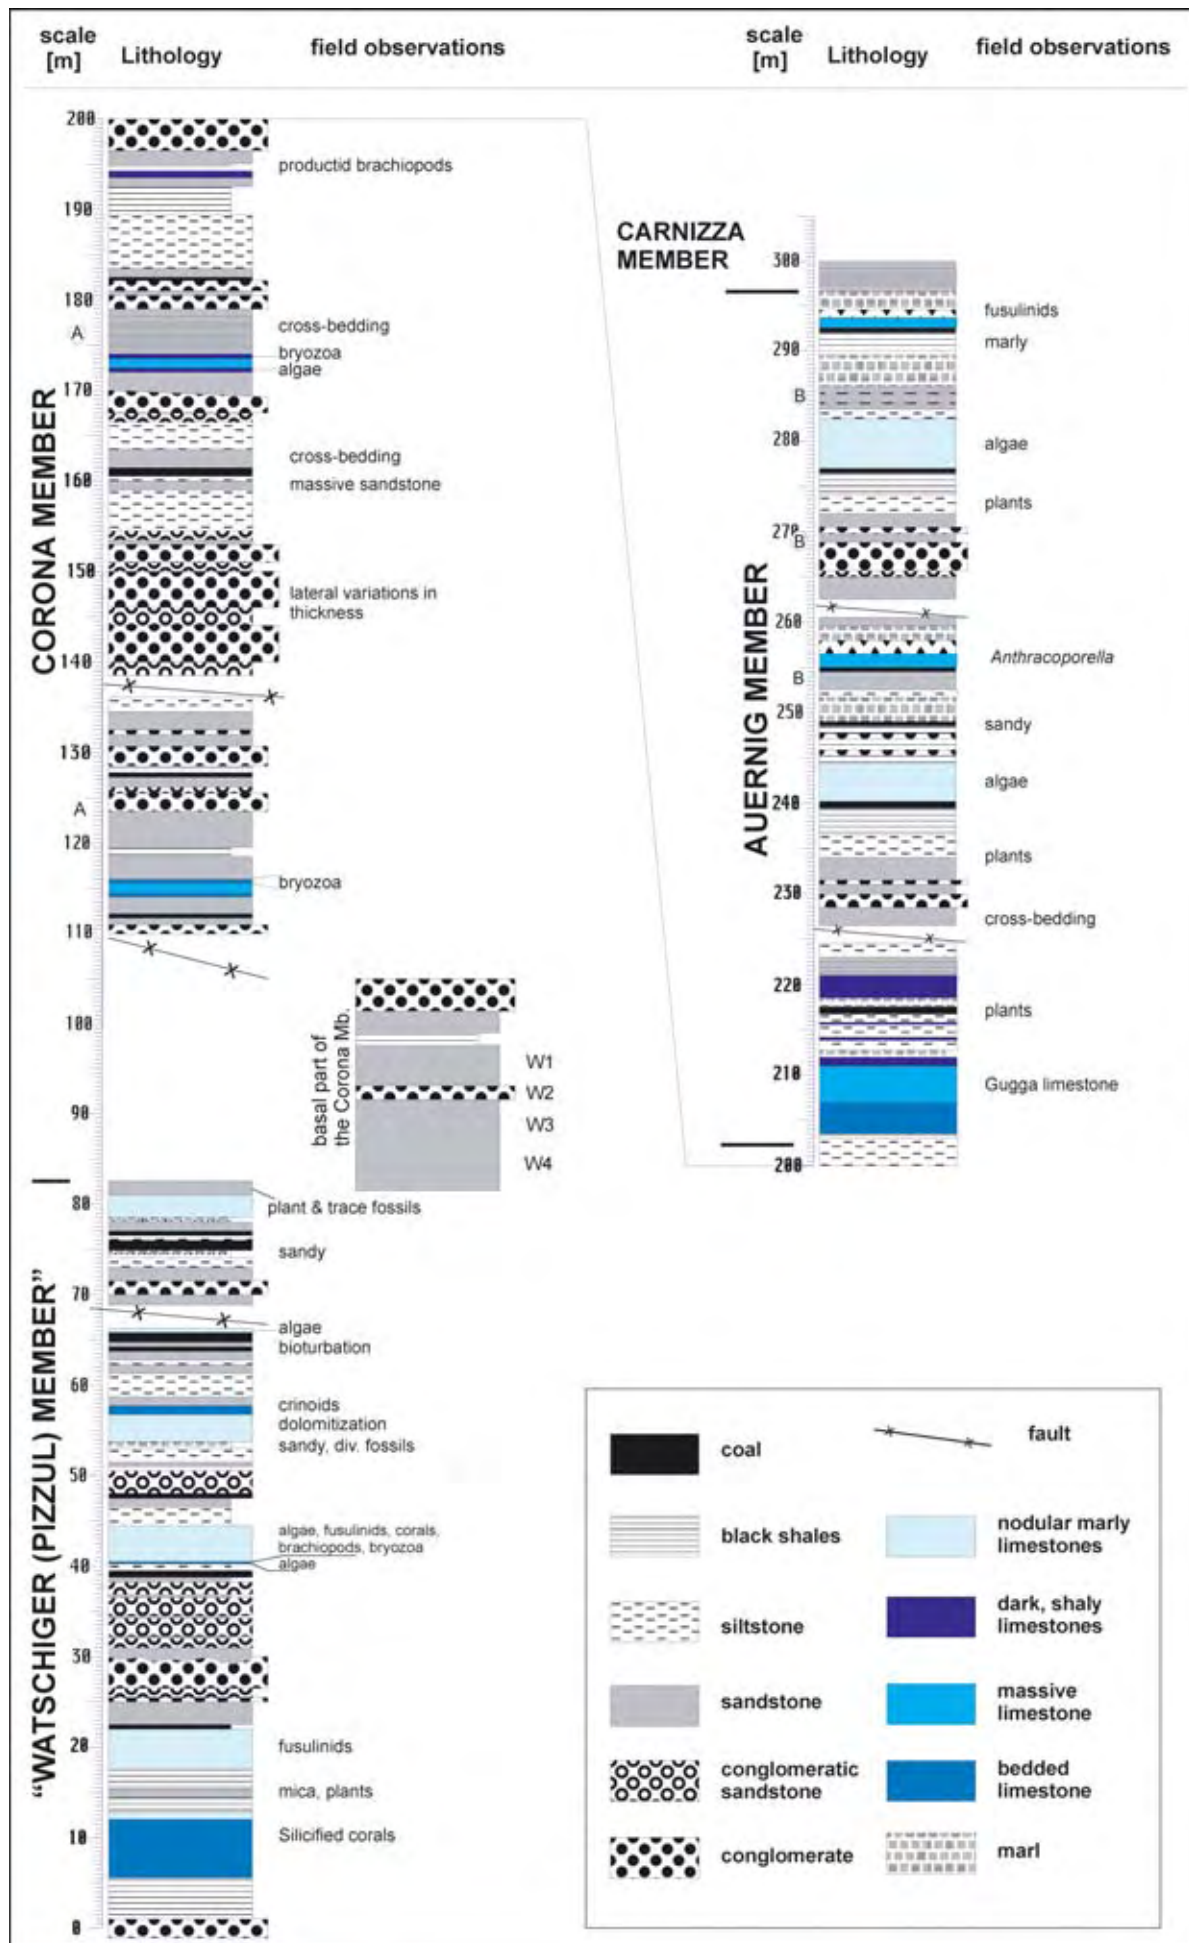 scale
[m]
Lithology
field observations
200
productid brachiopods
190
180
A
cross-bedding
bryozoa
algae
170
cross-bedding
160
massive sandstone
150
lateral variations in
thickness
140
130
A
120
bryozoa
110
CORONA MEMBER
100
90
basal part of
the Corona Mb.
W1
W2
W3
W4
80
plant & trace fossils
sandy
70
algae
bioturbation
60
crinoids
dolomitization
sandy, div. fossils
50
algae, fusulinids, corals,
brachiopods, bryozoa
algae
40
30
20
fusulinids
mica, plants
10
Silicified corals
0
"WATSCHIGER (PIZZUL) MEMBER"
scale
[m]
Lithology
field observations
CARNIZZA
MEMBER
300
fusulinids
marly
290
B
280
algae
plants
270
B
260
Anthracoporella
B
250
sandy
algae
240
plants
230
cross-bedding
220
plants
210
Gugga limestone
200
AUERNIG MEMBER
coal
fault
black shales
nodular marly
limestones
siltstone
dark, shaly
limestones
sandstone
massive
limestone
conglomeratic
sandstone
bedded
limestone
conglomerate
marl